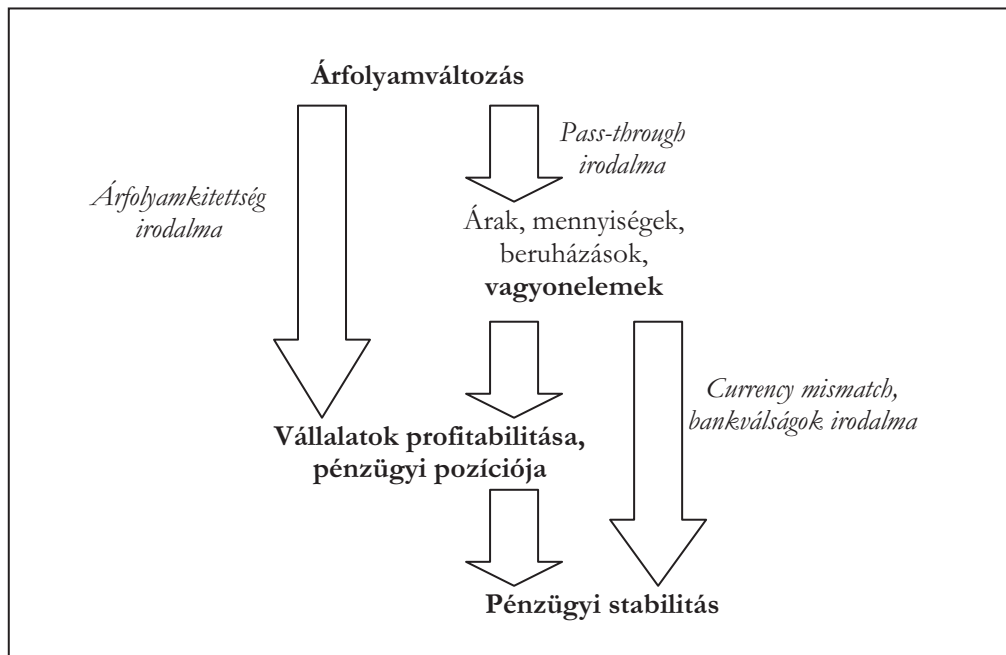 Árfolyamváltozás
Pass-through
irodalma
Árfolyamkitettség
irodalma
Árak, mennyiségek,
beruházások,
vagyonelemek
Currency mismatch,
bankválságok irodalma
Vállalatok profitabilitása,
pénzügyi pozíciója
Pénzügyi stabilitás